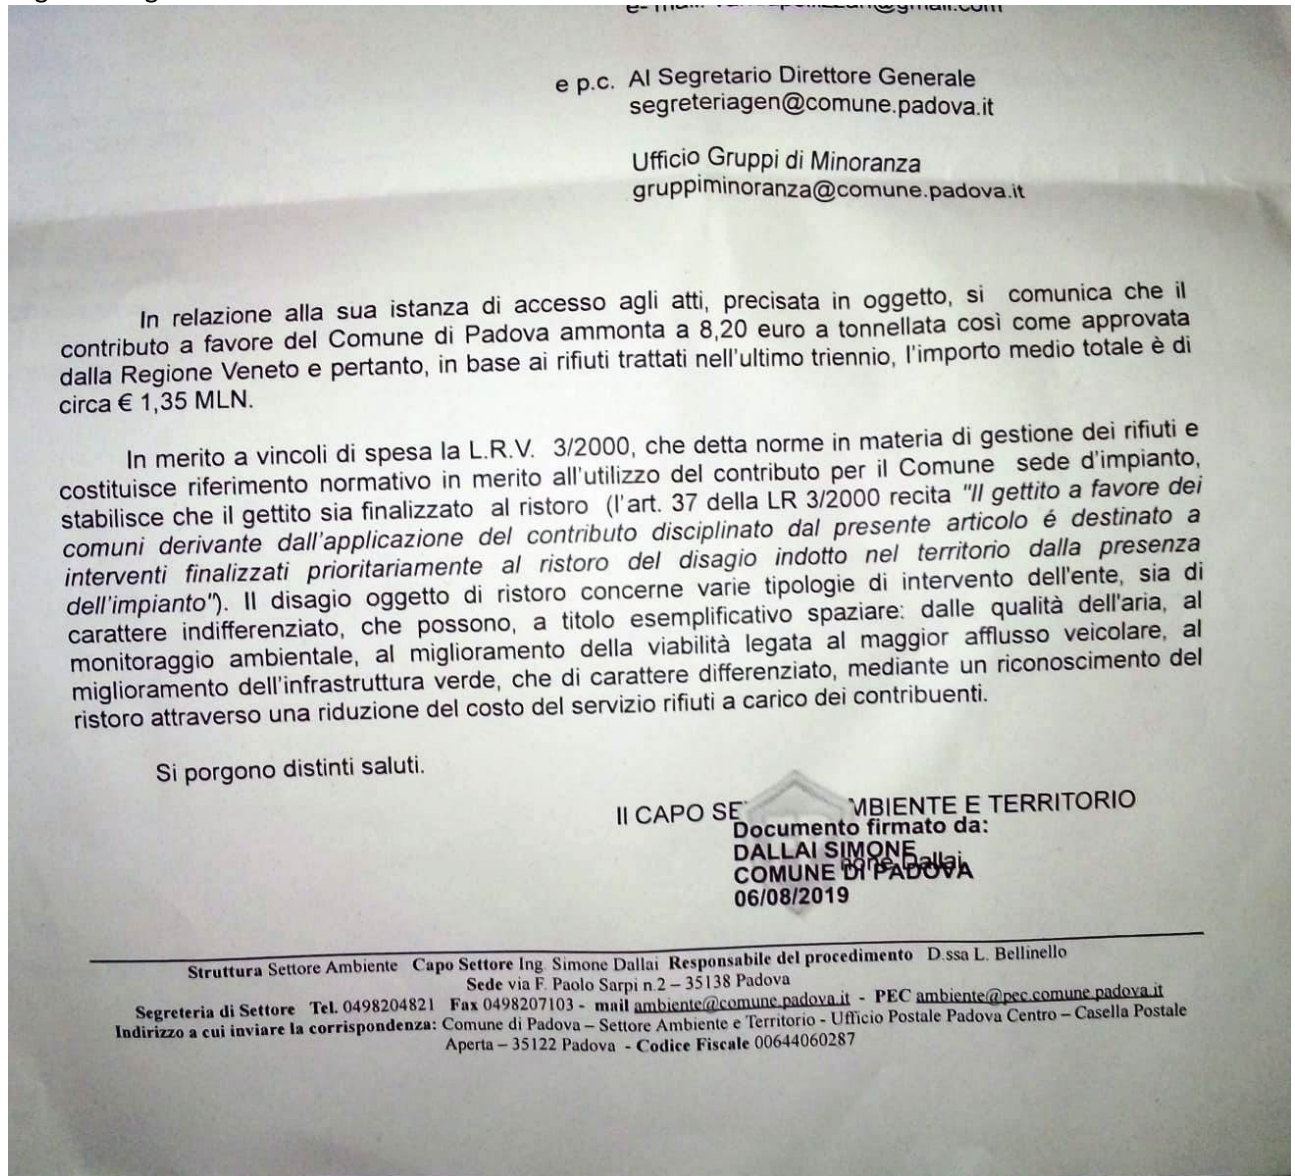 e p.c. Al Segretario Direttore Generale
segreteriagen@comune.padova.it
Ufficio Gruppi di Minoranza
gruppiminoranza@comune.padova.it
In relazione alla sua istanza di accesso agli atti, precisata in oggetto, si comunica che il
contributo a favore del Comune di Padova ammonta a 8,20 euro a tonnellata così come approvata
dalla Regione Veneto e pertanto, in base ai rifiuti trattati nell'ultimo triennio, l'importo medio totale è di
circa € 1,35 MLN.
In merito a vincoli di spesa la L.R.V. 3/2000, che detta norme in materia di gestione dei rifiuti e
costituisce riferimento normativo in merito all'utilizzo del contributo per il Comune sede d'impianto,
stabilisce che il gettito sia finalizzato al ristoro (l'art. 37 della LR 3/2000 recita "Il gettito a favore dei
comuni derivante dall'applicazione del contributo disciplinato dal presente articolo é destinato a
interventi finalizzati prioritariamente al ristoro del disagio indotto nel territorio dalla presenza
dell'impianto"). Il disagio oggetto di ristoro concerne varie tipologie di intervento dell'ente, sia di
carattere indifferenziato, che possono, a titolo esemplificativo spaziare: dalle qualità dell'aria, al
monitoraggio ambientale, al miglioramento della viabilità legata al maggior afflusso veicolare, al
miglioramento dell'infrastruttura verde, che di carattere differenziato, mediante un riconoscimento del
ristoro attraverso una riduzione del costo del servizio rifiuti a carico dei contribuenti.
Si porgono distinti saluti.
Il CAPO SE MBIENTE E TERRITORIO
Documento firmato da:
DALLAI SIMONE
none Dallai
COMUNE DI PADOVA
06/08/2019
Struttura Settore Ambiente Capo Settore Ing. Simone Dallai Responsabile del procedimento D.ssa L. Bellinello
Sede via F. Paolo Sarpi n.2 – 35138 Padova
Segreteria di Settore Tel. 0498204821 Fax 0498207103 - mail ambiente@comune.padova.it - PEC ambiente@pec.comune.padova.it
Indirizzo a cui inviare la corrispondenza: Comune di Padova – Settore Ambiente e Territorio - Ufficio Postale Padova Centro – Casella Postale
Aperta – 35122 Padova - Codice Fiscale 00644060287